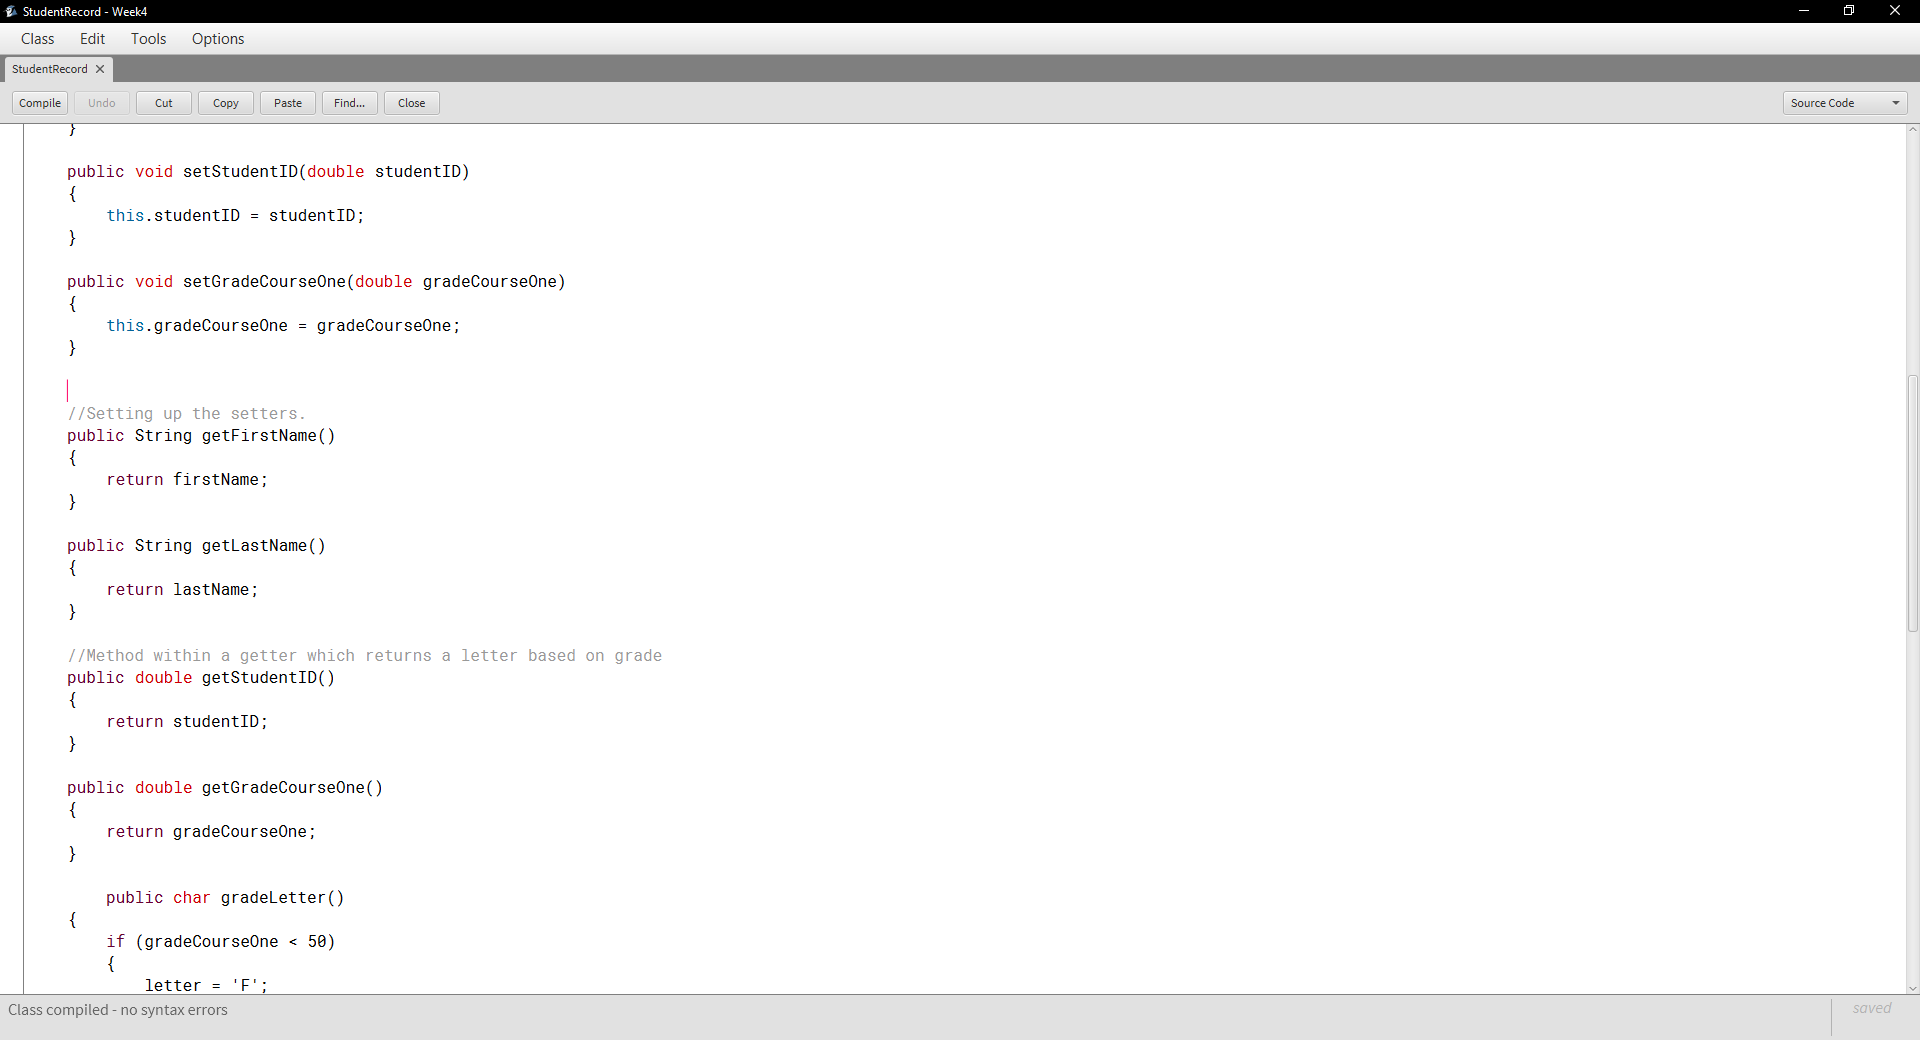 StudentRecord - Week4
Class Edit Tools Options
StudentRecord
Compile Undo Cut Copy Paste Find... Close Source Code
}
public void setStudentID(double studentID)
{
this.studentID = studentID;
}
public void setGradeCourseOne(double gradeCourseOne)
{
this.gradeCourseOne = gradeCourseOne;
}
//Setting up the setters.
public String getFirstName()
{
return firstName;
}
public String getLastName()
{
return lastName;
}
//Method within a getter which returns a letter based on grade
public double getStudentID()
{
return studentID;
}
public double getGradeCourseOne()
{
return gradeCourseOne;
}
public char gradeLetter()
{
if (gradeCourseOne < 50)
{
letter = 'F';
Class compiled - no syntax errors
saved